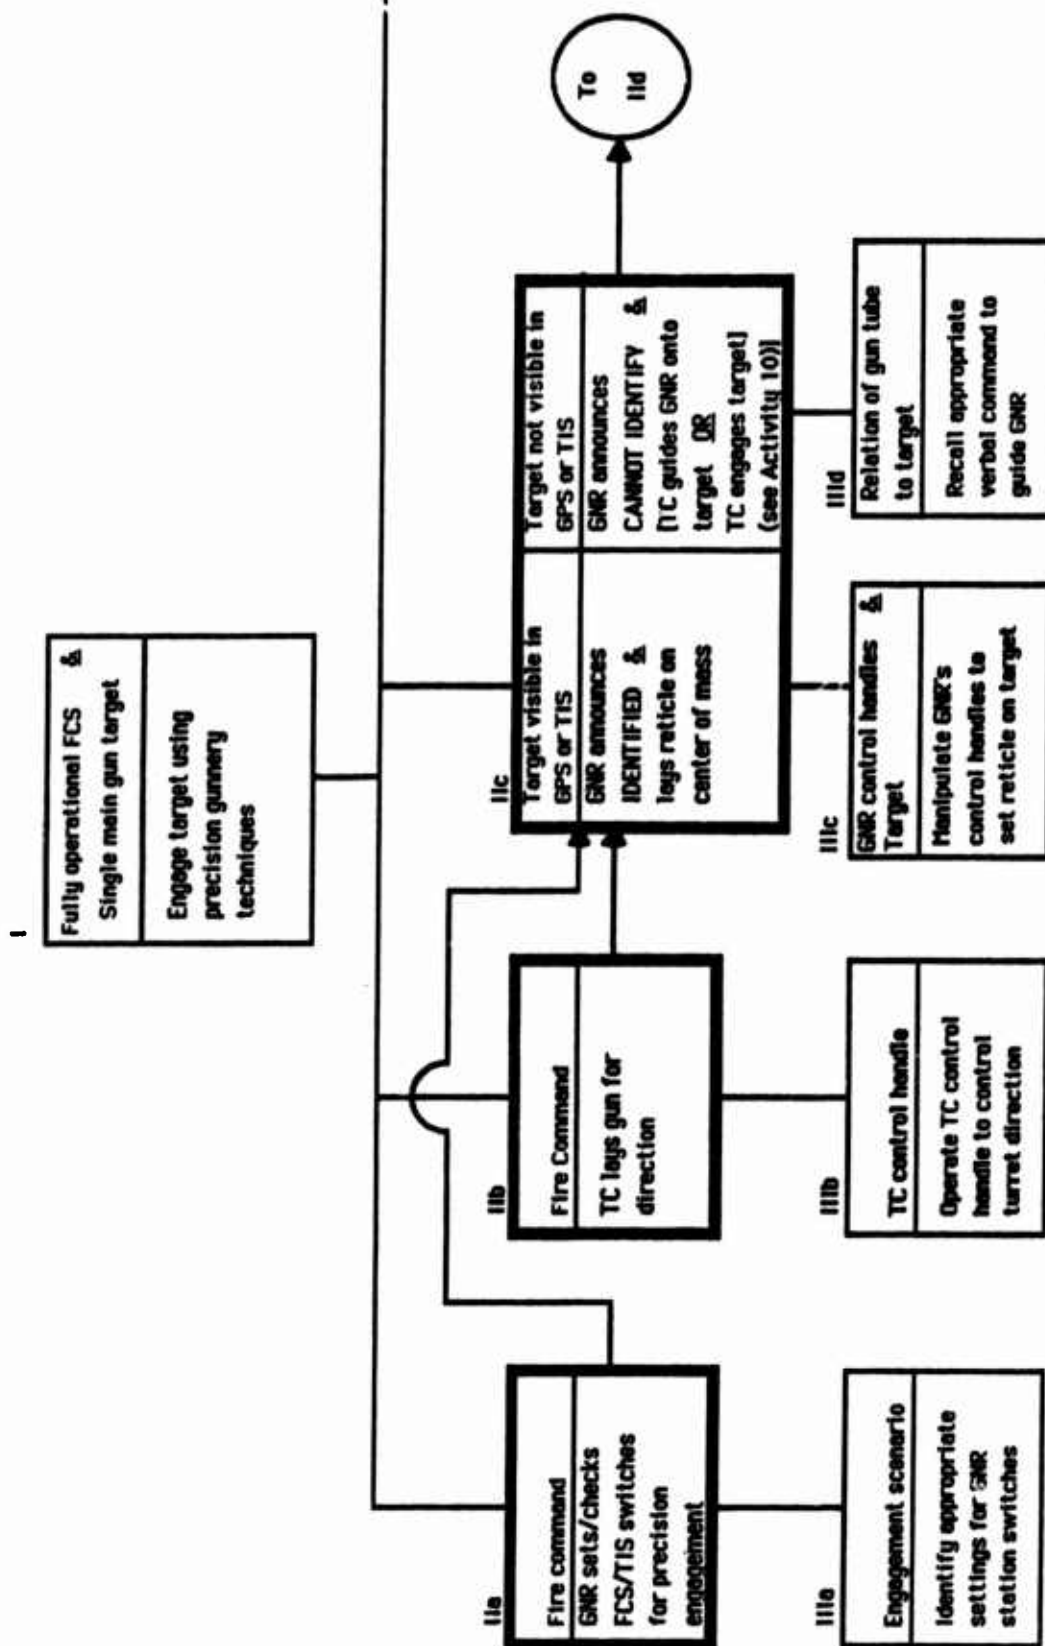 I
Fully operational FCS &
Single main gun target
Engage target using
precision gunnery
techniques
IIa
Fire command
GNR sets/checks
FCS/TIS switches
for precision
engagement
IIb
Fire Command
TC lays gun for
direction
IIc
Target visible in
GPS or TIS
GNR announces
IDENTIFIED &
lays reticle on
center of mass
Target not visible in
GPS or TIS
GNR announces
CANNOT IDENTIFY &
[TC guides GNR onto
target OR
TC engages target]
(see Activity 10)]
To
IId
IIIa
Engagement scenario
Identify appropriate
settings for GNR
station switches
IIIb
TC control handle
Operate TC control
handle to control
turret direction
IIIc
GNR control handles &
Target
Manipulate GNR's
control handles to
set reticle on target
IIId
Relation of gun tube
to target
Recall appropriate
verbal command to
guide GNR